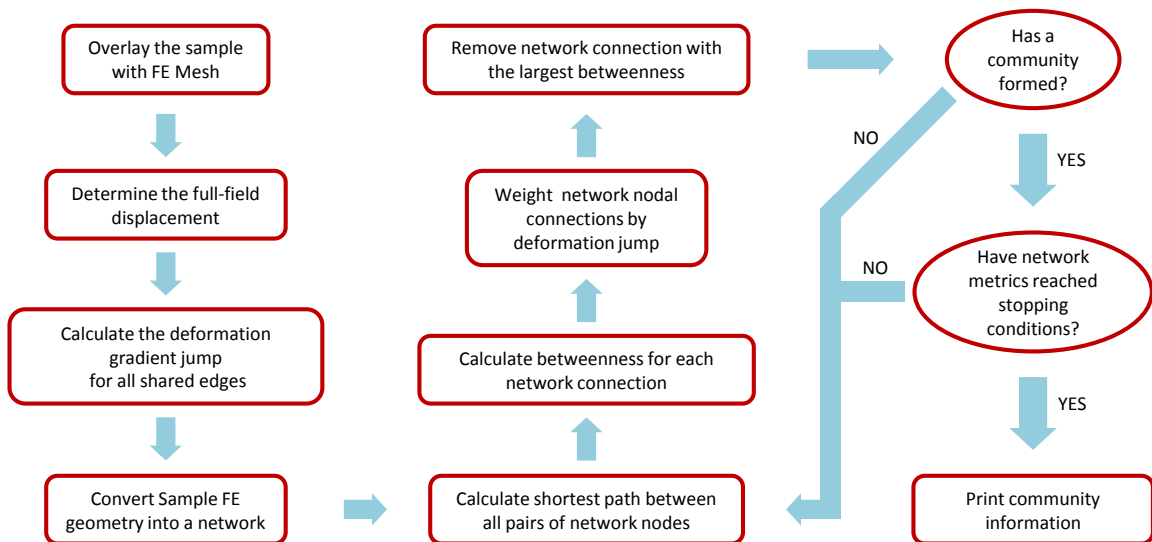 Overlay the sample
with FE Mesh
Determine the full-field
displacement
Calculate the deformation
gradient jump
for all shared edges
Convert Sample FE
geometry into a network
Calculate shortest path between
all pairs of network nodes
Calculate betweenness for each
network connection
Weight network nodal
connections by
deformation jump
Remove network connection with
the largest betweenness
Has a
community
formed?
NO
YES
Have network
metrics reached
stopping
conditions?
NO
YES
Print community
information